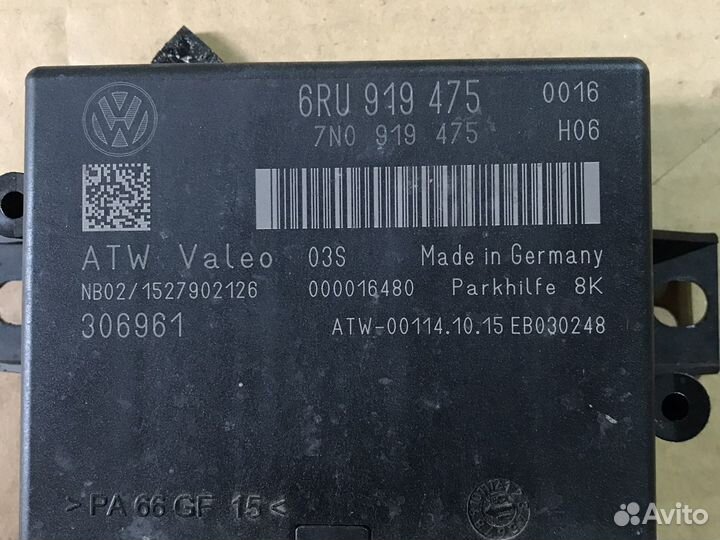 6RU 919 475 0016
7N0 919 475 H06
ATW Valeo 03S Made in Germany
NB02/1527902126 000016480 Parkhilfe 8K
306961 ATW-00114.10.15 EB030248
>PA 66 GF 15<
Avito